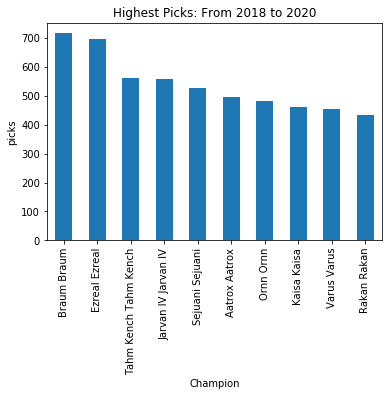 Highest Picks: From 2018 to 2020
700
600
500
400
300
200
100
0
picks
Braum Braum
Ezreal Ezreal
Tahm Kench Tahm Kench
Jarvan IV Jarvan IV
Sejuani Sejuani
Aatrox Aatrox
Ornn Ornn
Kaisa Kaisa
Varus Varus
Rakan Rakan
Champion